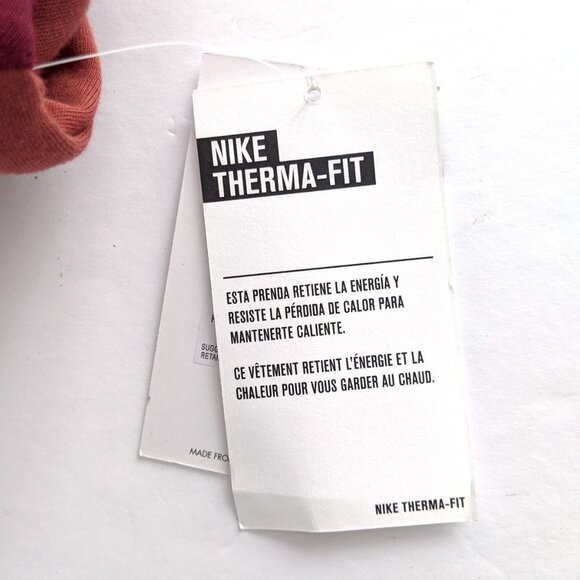 NIKE
THERMA-FIT
ESTA PRENDA RETIENE LA ENERGÍA Y
RESISTE LA PÉRDIDA DE CALOR PARA
MANTENERTE CALIENTE.
CE VÊTEMENT RETIENT L'ÉNERGIE ET LA
CHALEUR POUR VOUS GARDER AU CHAUD.
NIKE THERMA-FIT
MADE